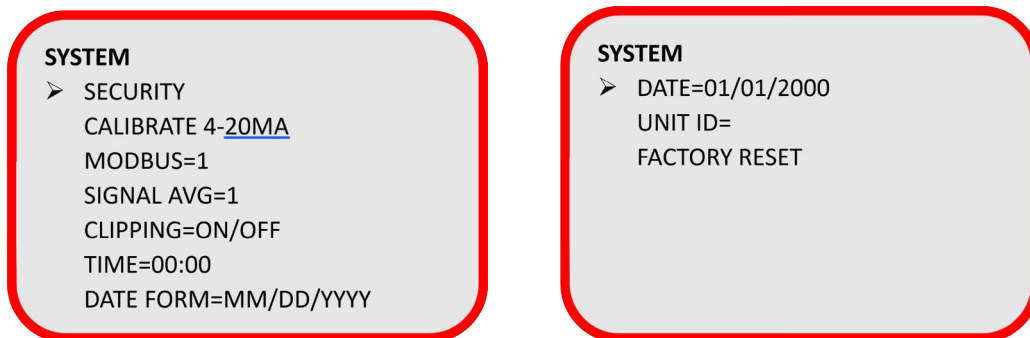 SYSTEM
➢ SECURITY
CALIBRATE 4-20MA
MODBUS=1
SIGNAL AVG=1
CLIPPING=ON/OFF
TIME=00:00
DATE FORM=MM/DD/YYYY
SYSTEM
➢ DATE=01/01/2000
UNIT ID=
FACTORY RESET